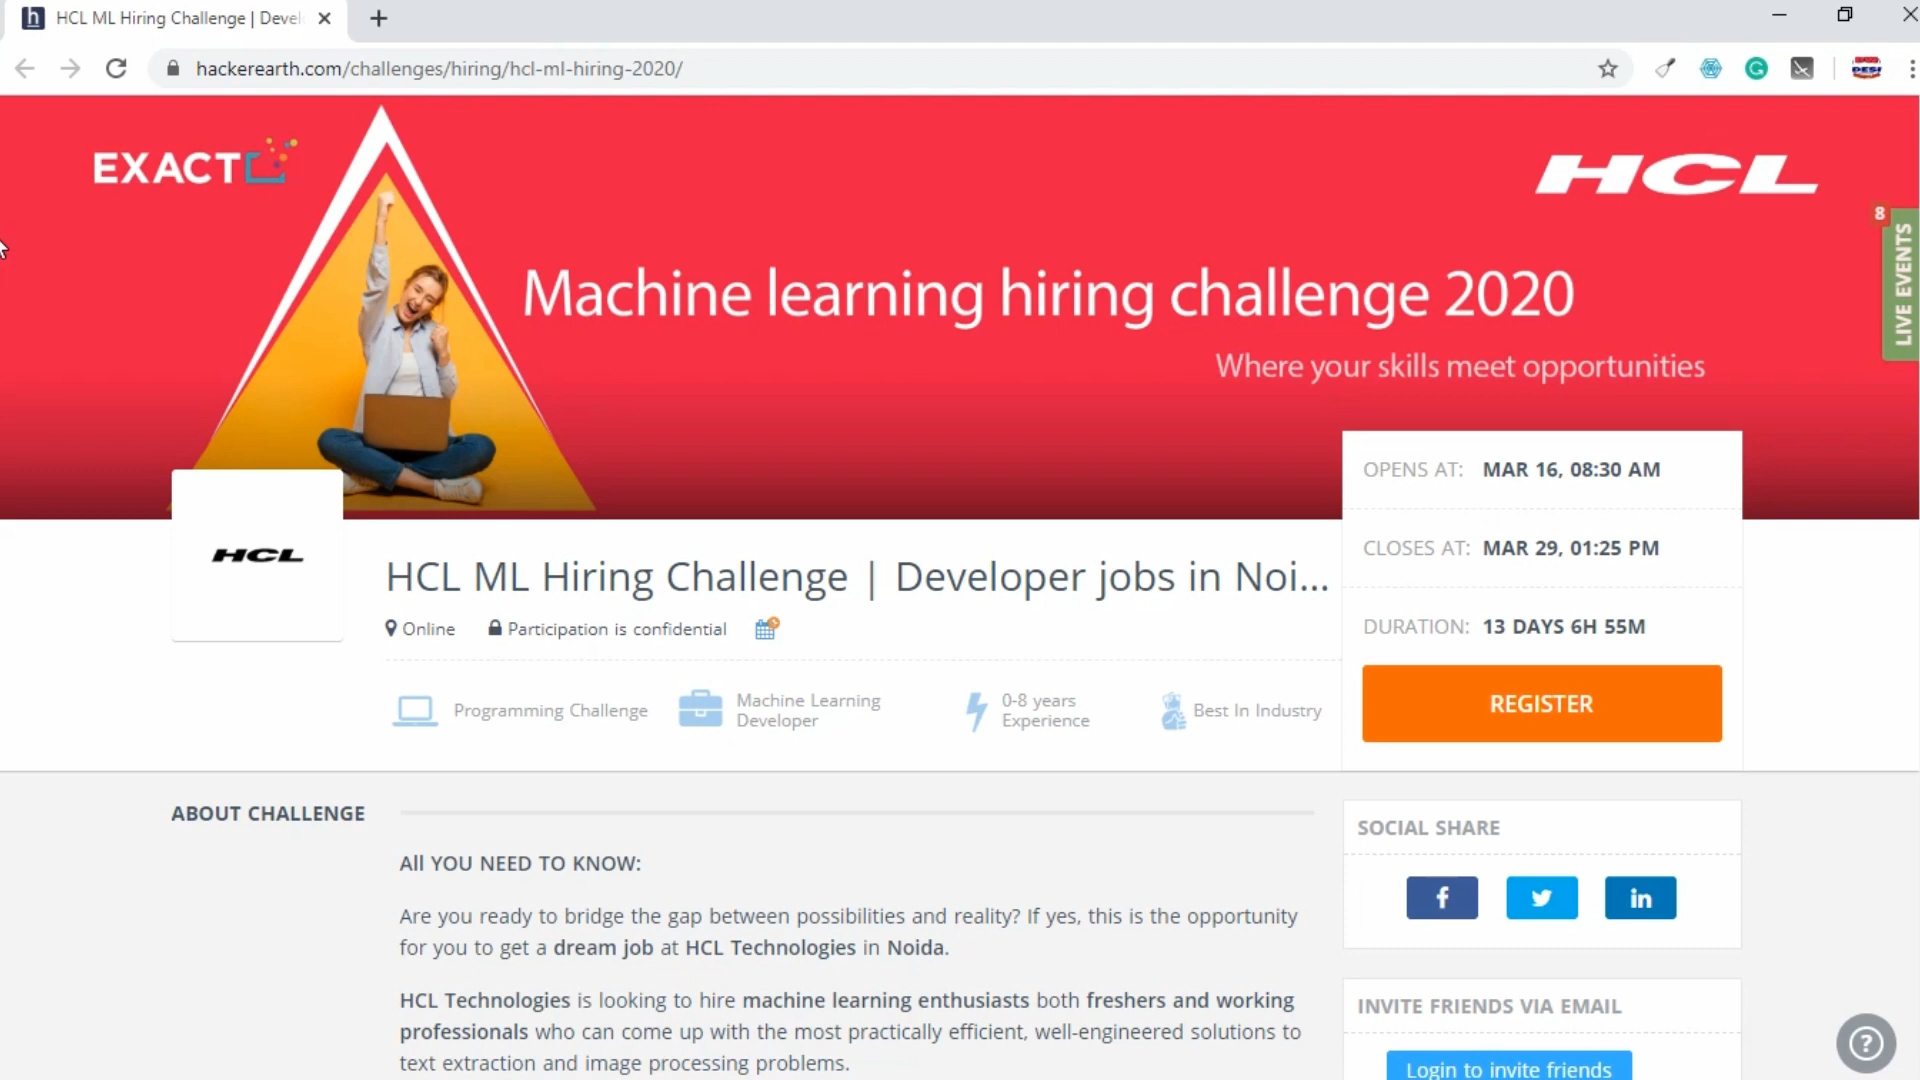 HCL ML Hiring Challenge | Devel
hackerearth.com/challenges/hiring/hcl-ml-hiring-2020/
DESI
EXACT
HCL
8
LIVE EVENTS
Machine learning hiring challenge 2020
Where your skills meet opportunities
OPENS AT: MAR 16, 08:30 AM
CLOSES AT: MAR 29, 01:25 PM
DURATION: 13 DAYS 6H 55M
REGISTER
HCL
HCL ML Hiring Challenge | Developer jobs in Noi...
Online Participation is confidential
Programming Challenge
Machine Learning
Developer
0-8 years
Experience
Best In Industry
ABOUT CHALLENGE
All YOU NEED TO KNOW:
Are you ready to bridge the gap between possibilities and reality? If yes, this is the opportunity
for you to get a dream job at HCL Technologies in Noida.
HCL Technologies is looking to hire machine learning enthusiasts both freshers and working
professionals who can come up with the most practically efficient, well-engineered solutions to
text extraction and image processing problems.
SOCIAL SHARE
INVITE FRIENDS VIA EMAIL
Login to invite friends